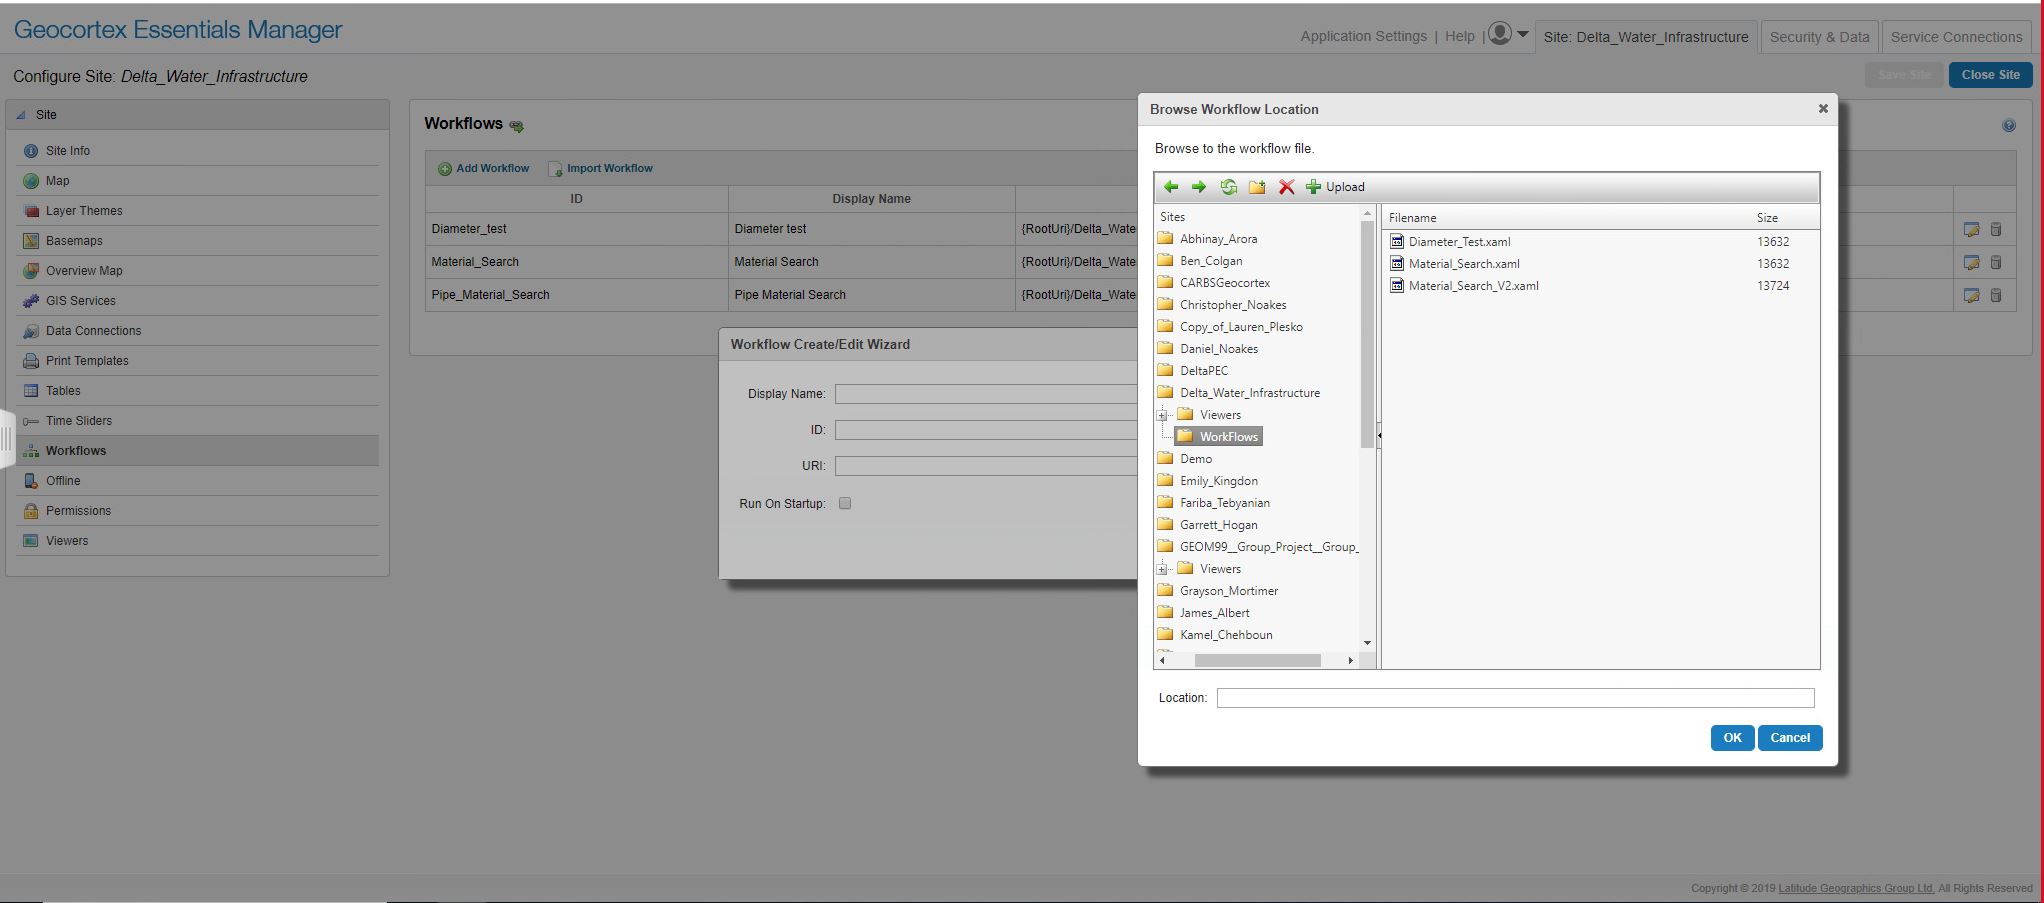 Geocortex Essentials Manager
Application Settings | Help | Site: Delta_Water_Infrastructure Security & Data Service Connections
Configure Site: Delta_Water_Infrastructure
Save Site Close Site
Site
Site Info
Map
Layer Themes
Basemaps
Overview Map
GIS Services
Data Connections
Print Templates
Tables
Time Sliders
Workflows
Offline
Permissions
Viewers
Workflows
Add Workflow Import Workflow
ID Display Name
Diameter_test Diameter test {RootUri}/Delta_Wate
Material_Search Material Search {RootUri}/Delta_Wate
Pipe_Material_Search Pipe Material Search {RootUri}/Delta_Wate
Workflow Create/Edit Wizard
Display Name:
ID:
URI:
Run On Startup:
Browse Workflow Location
Browse to the workflow file.
Upload
Sites
Abhinay_Arora
Ben_Colgan
CARBSGeocortex
Christopher_Noakes
Copy_of_Lauren_Plesko
Daniel_Noakes
DeltaPEC
Delta_Water_Infrastructure
Viewers
WorkFlows
Demo
Emily_Kingdon
Fariba_Tebyanian
Garrett_Hogan
GEOM99__Group_Project__Group_
Viewers
Grayson_Mortimer
James_Albert
Kamel_Chehboun
Filename Size
Diameter_Test.xaml 13632
Material_Search.xaml 13632
Material_Search_V2.xaml 13724
Location:
OK Cancel
Copyright © 2019 Latitude Geographics Group Ltd. All Rights Reserved